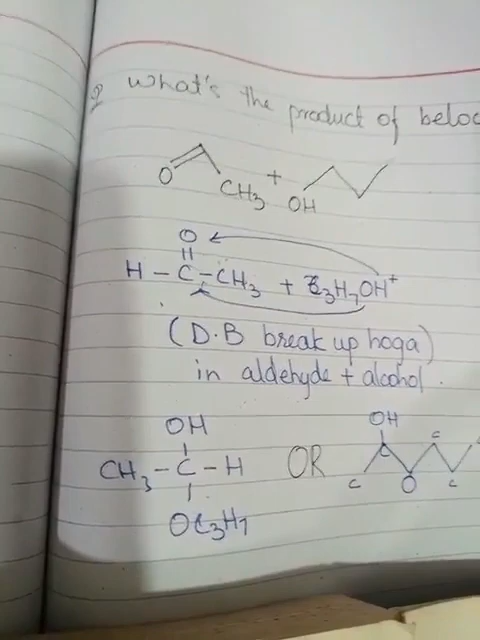 Q What's the product of below
O CH3 + OH
O
H - C - CH3 + C3H7OH+
(D.B break up hoga)
in aldehyde + alcohol.
OH OH
CH3 - C - H OR C C O C C
OC3H7